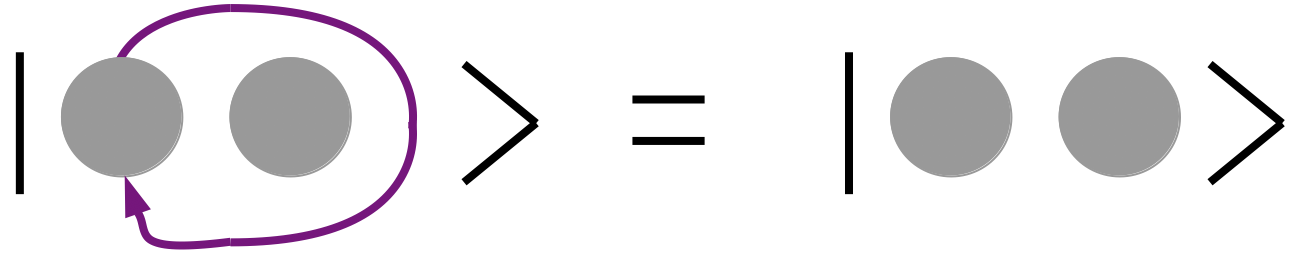 | > = | >